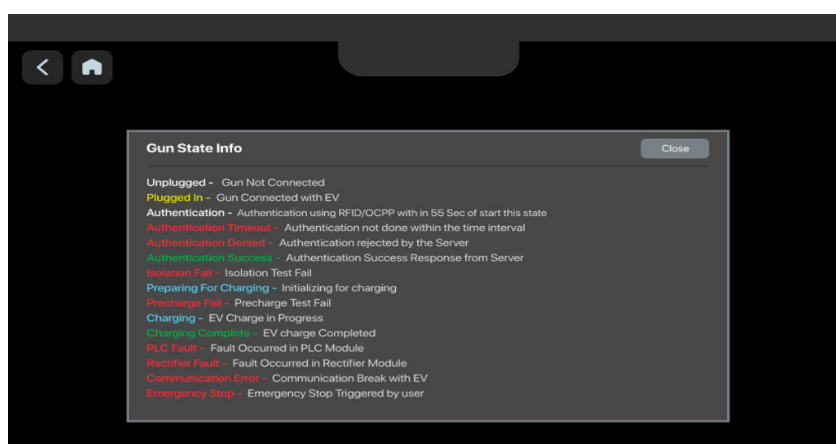 Gun State Info
Close
Unplugged - Gun Not Connected
Plugged In - Gun Connected with EV
Authentication - Authentication using RFID/OCPP with in 55 Sec of start this state
Authentication Timeout - Authentication not done within the time interval
Authentication Denied - Authentication rejected by the Server
Authentication Success - Authentication Success Response from Server
Isolation Fail - Isolation Test Fail
Preparing For Charging - Initializing for charging
Precharge Fail - Precharge Test Fail
Charging - EV Charge in Progress
Charging Complete - EV charge Completed
PLC Fault - Fault Occurred in PLC Module
Rectifier Fault - Fault Occurred in Rectifier Module
Communication Error - Communication Break with EV
Emergency Stop - Emergency Stop Triggered by user